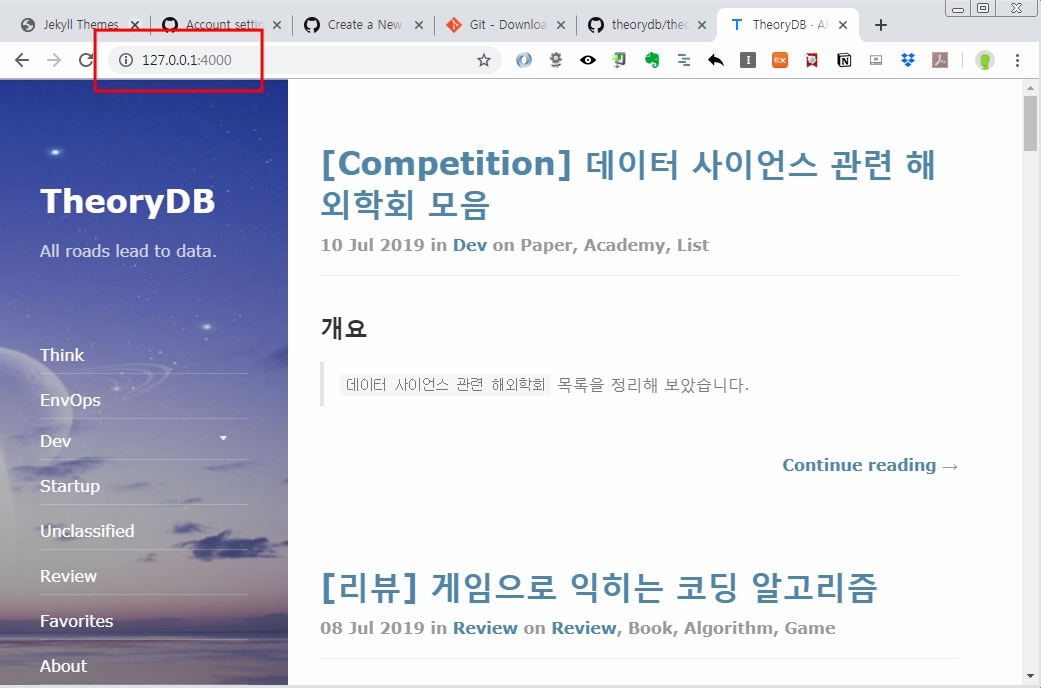 Jekyll Themes
Account settin
Create a New
Git - Downloa
theorydb/theo
TheoryDB - All
127.0.0.1:4000
TheoryDB
All roads lead to data.
Think
EnvOps
Dev
Startup
Unclassified
Review
Favorites
About
[Competition] 데이터 사이언스 관련 해
외학회 모음
10 Jul 2019 in Dev on Paper, Academy, List
개요
데이터 사이언스 관련 해외학회 목록을 정리해 보았습니다.
Continue reading →
[리뷰] 게임으로 익히는 코딩 알고리즘
08 Jul 2019 in Review on Review, Book, Algorithm, Game